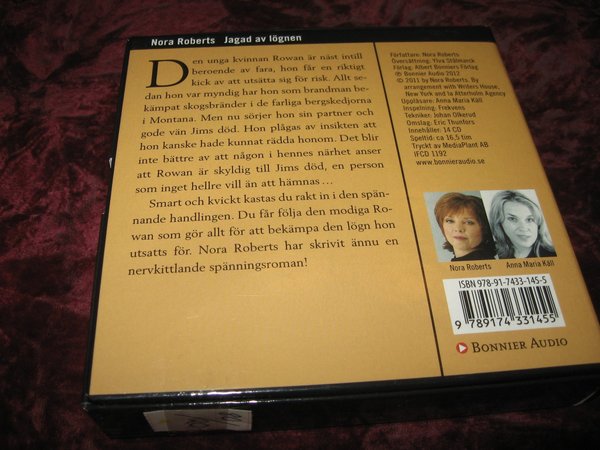 Nora Roberts Jagad av lögnen
Den unga kvinnan Rowan är näst intill
beroende av fara, hon får en riktigt
kick av att utsätta sig för risk. Allt se-
dan hon var myndig har hon som brandman be-
kämpat skogsbränder i de farliga bergskedjorna
i Montana. Men nu sörjer hon sin partner och
gode vän Jims död. Hon plågas av insikten att
hon kanske hade kunnat rädda honom. Det blir
inte bättre av att någon i hennes närhet anser
att Rowan är skyldig till Jims död, en person
som inget hellre vill än att hämnas...
Smart och kvickt kastas du rakt in i den spän-
nande handlingen. Du får följa den modiga Ro-
wan som gör allt för att bekämpa den lögn hon
utsatts för. Nora Roberts har skrivit ännu en
nervkittlande spänningsroman!
Författare: Nora Roberts
Översättning: Ylva Stålmarck
Förlag: Albert Bonniers Förlag
℗ Bonnier Audio 2012
© 2011 by Nora Roberts. By
arrangement with Writers House,
New York and Ia Atterholm Agency
Uppläsare: Anna Maria Käll
Inspelning: Frekvens
Tekniker: Johan Olkerud
Omslag: Eric Thunfors
Innehåller: 14 CD
Speltid: ca 16,5 tim
Tryckt av MediaPlant AB
IFCD 1192
www.bonnieraudio.se
Nora Roberts Anna Maria Käll
ISBN 978-91-7433-145-5
9 789174 331455
BONNIER AUDIO